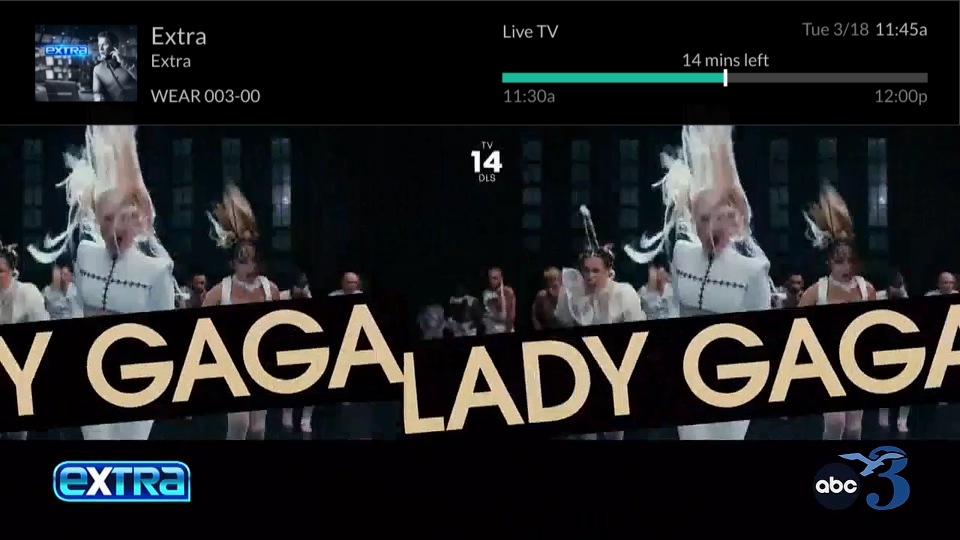 Extra
Extra
WEAR 003-00
extra
Live TV
Tue 3/18 11:45a
14 mins left
11:30a
12:00p
TV
14
DLS
Y GAGA
LADY GAGA
extra
abc 3